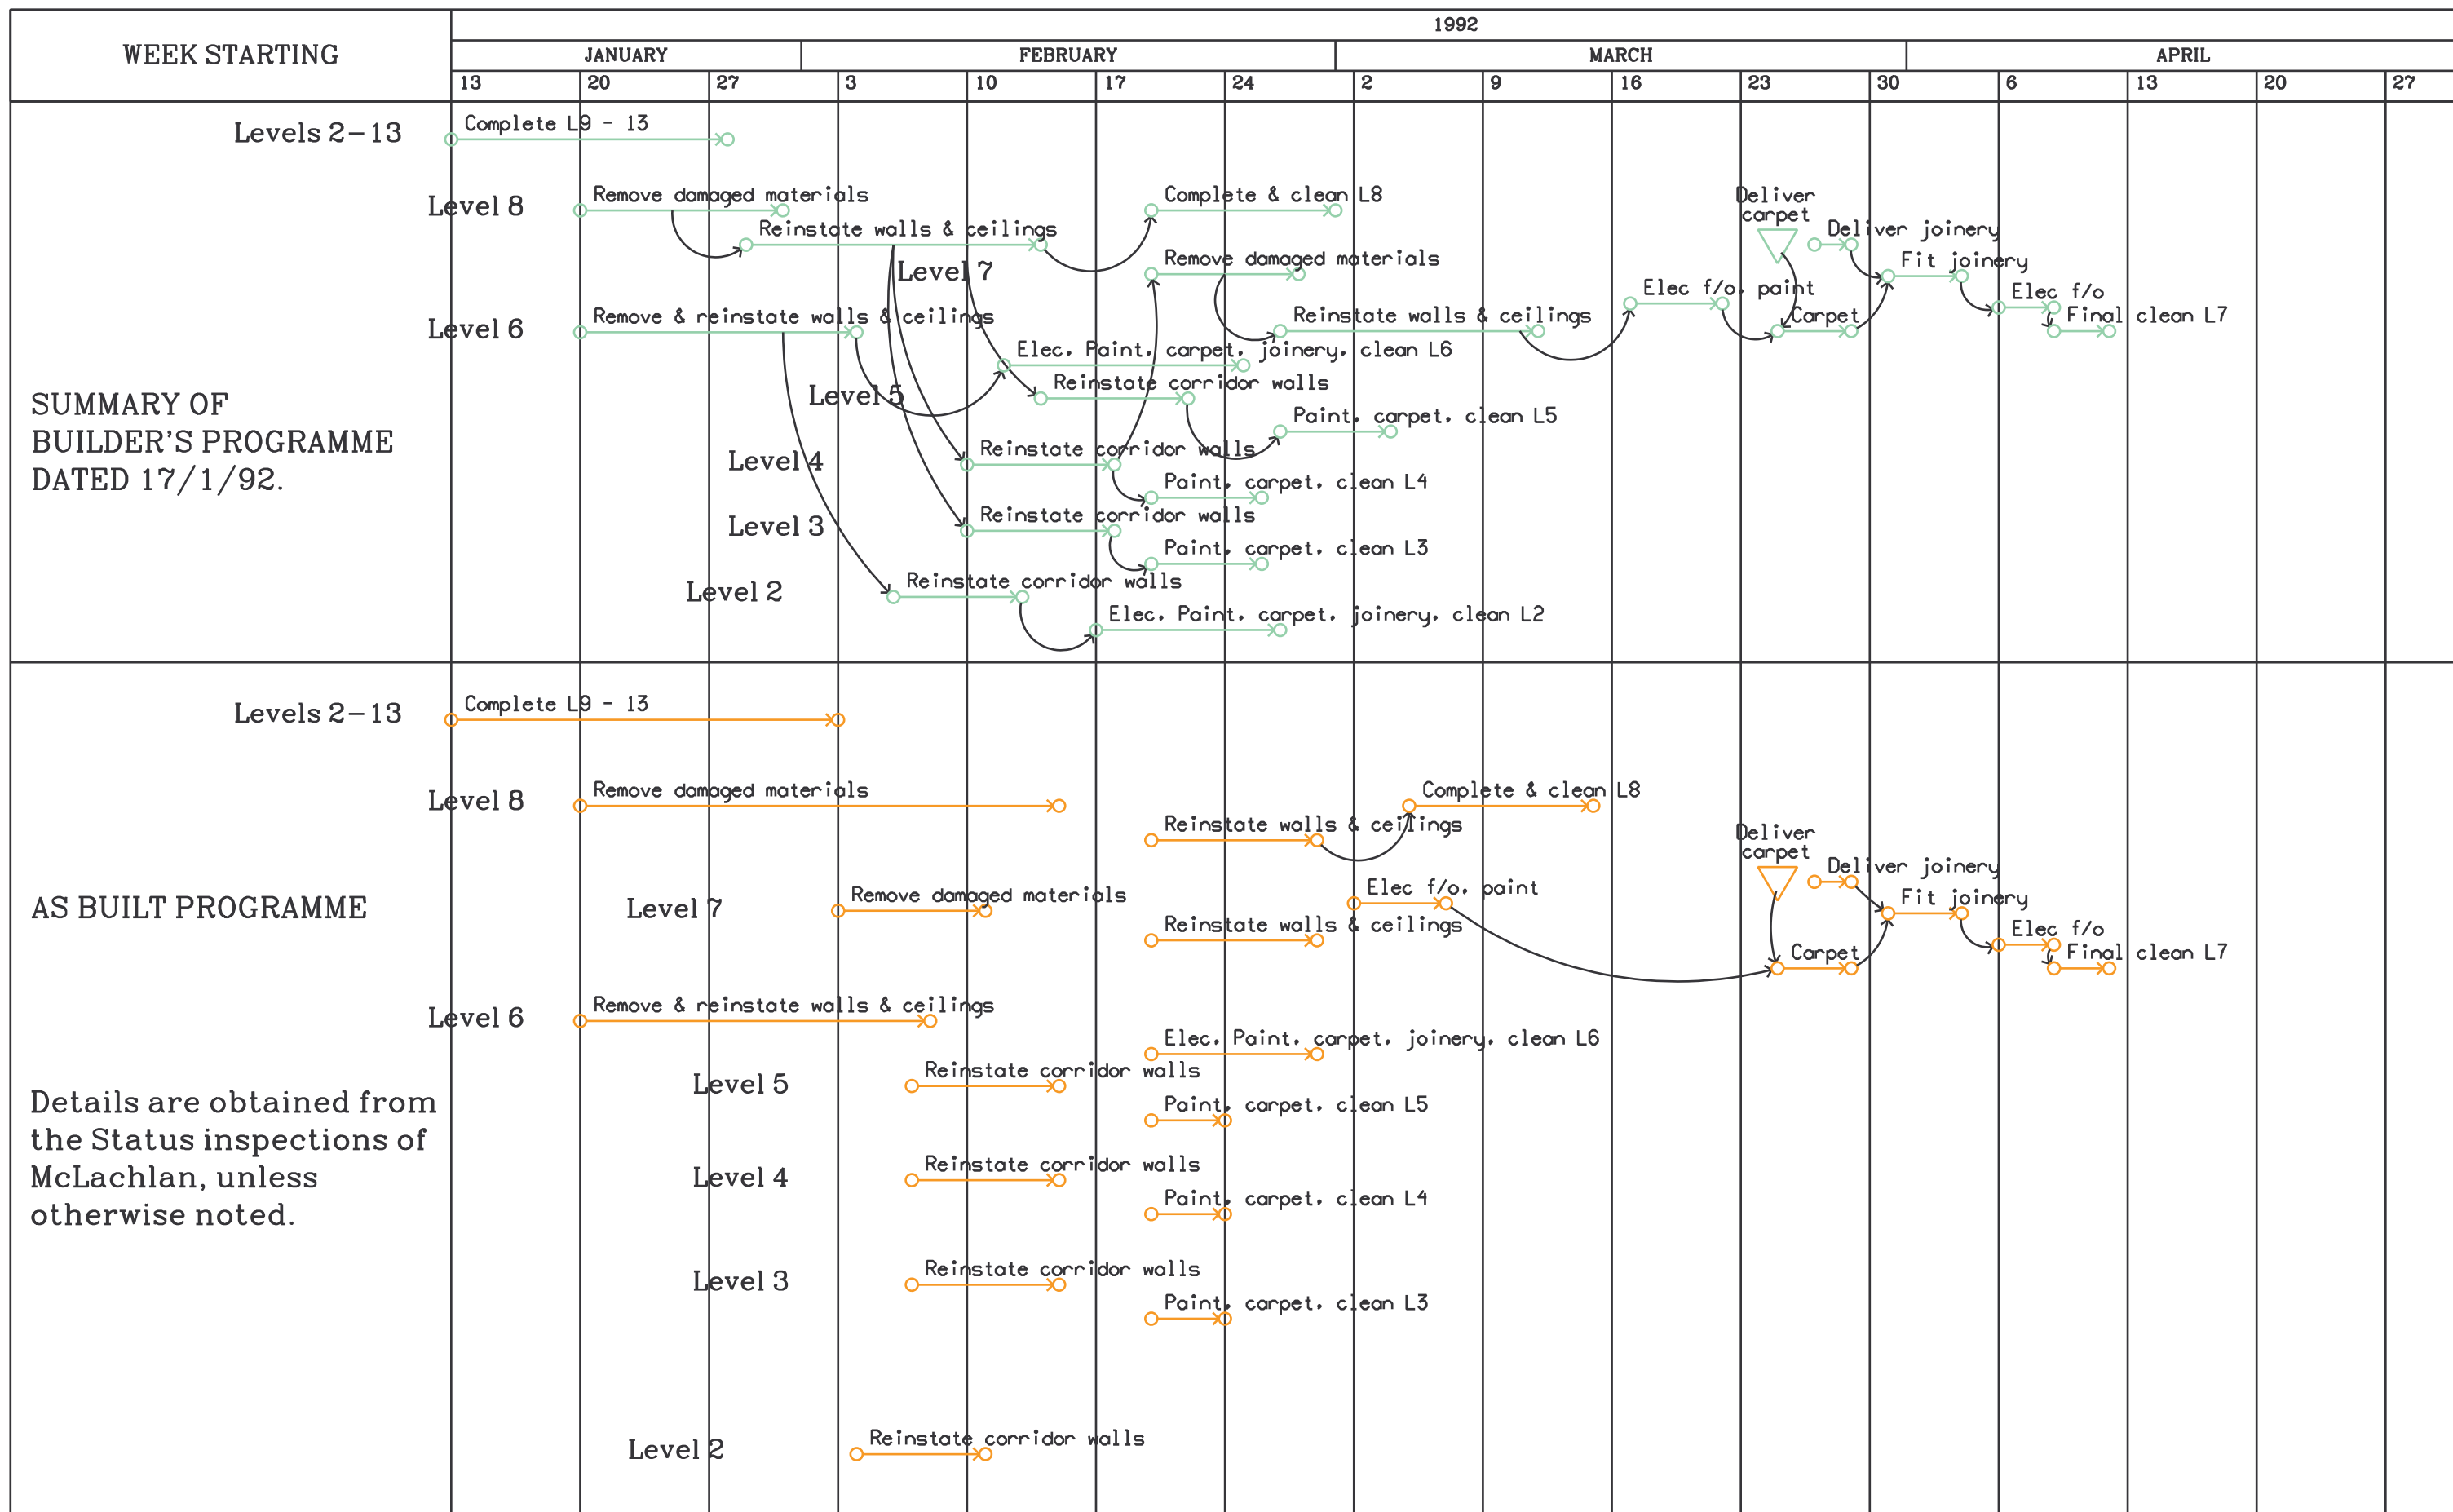 1992
WEEK STARTING
JANUARY FEBRUARY MARCH APRIL
13 20 27 3 10 17 24 2 9 16 23 30 6 13 20 27
Levels 2-13
Complete L9 - 13
Level 8
Remove damaged materials
Complete & clean L8
Deliver
carpet
Reinstate walls & ceilings
Deliver joinery
Level 7
Remove damaged materials
Fit joinery
Elec f/o, paint
Elec f/o
Level 6
Remove & reinstate walls & ceilings
Reinstate walls & ceilings
Carpet
Final clean L7
Elec, Paint, carpet, joinery, clean L6
Level 5
Reinstate corridor walls
SUMMARY OF
BUILDER'S PROGRAMME
DATED 17/1/92.
Paint, carpet, clean L5
Level 4
Reinstate corridor walls
Paint, carpet, clean L4
Level 3
Reinstate corridor walls
Paint, carpet, clean L3
Level 2
Reinstate corridor walls
Elec, Paint, carpet, joinery, clean L2
Levels 2-13
Complete L9 - 13
Level 8
Remove damaged materials
Complete & clean L8
Reinstate walls & ceilings
Deliver
carpet
Deliver joinery
AS BUILT PROGRAMME
Level 7
Remove damaged materials
Elec f/o, paint
Fit joinery
Reinstate walls & ceilings
Elec f/o
Carpet
Final clean L7
Level 6
Remove & reinstate walls & ceilings
Elec, Paint, carpet, joinery, clean L6
Level 5
Reinstate corridor walls
Paint, carpet, clean L5
Details are obtained from
the Status inspections of
McLachlan, unless
otherwise noted.
Level 4
Reinstate corridor walls
Paint, carpet, clean L4
Level 3
Reinstate corridor walls
Paint, carpet, clean L3
Level 2
Reinstate corridor walls